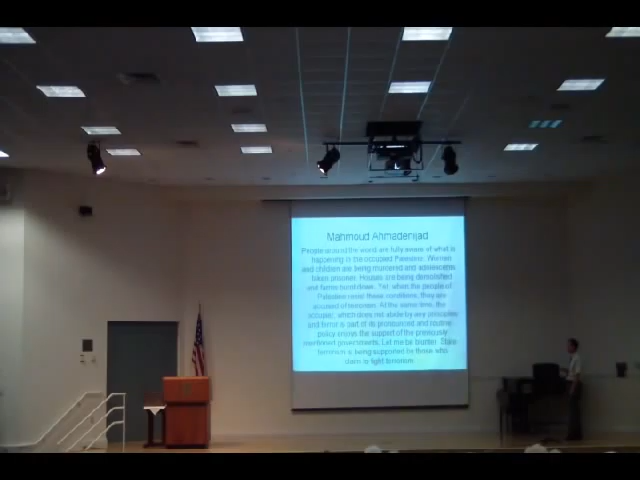 Mahmoud Ahmadenijad
People around the world are fully aware of what is
happening in the occupied Palestine. Women
and children are being murdered and adolescents
taken prisoner. Houses are being demolished
and farms burnt down. Yet, when the people of
Palestine resist these conditions, they are
accused of terrorism. At the same time, the
occupier, which does not abide by any principles
and terror is part of its pronounced and routine
policy enjoys the support of the previously
mentioned governments. Let me be blunter. State
terrorism is being supported by those who
claim to fight terrorism.